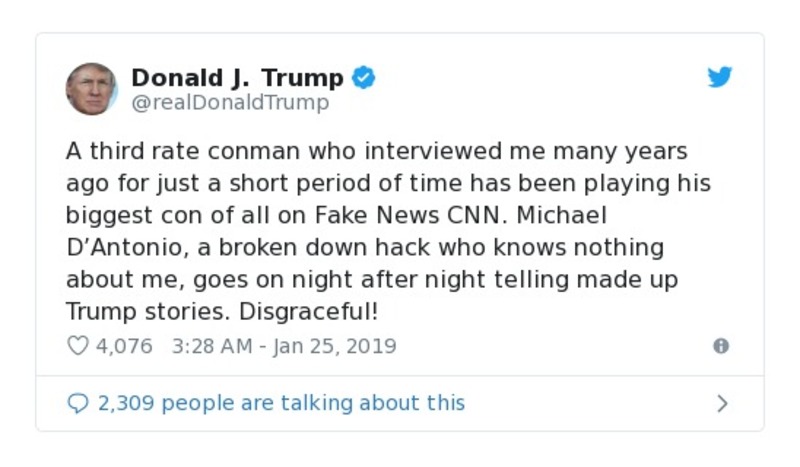 Donald J. Trump
@realDonaldTrump
A third rate conman who interviewed me many years
ago for just a short period of time has been playing his
biggest con of all on Fake News CNN. Michael
D’Antonio, a broken down hack who knows nothing
about me, goes on night after night telling made up
Trump stories. Disgraceful!
4,076 3:28 AM - Jan 25, 2019
2,309 people are talking about this